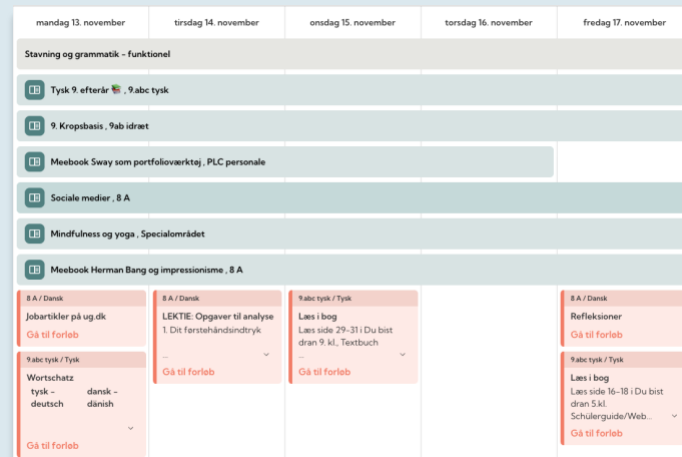 mandag 13. november
tirsdag 14. november
onsdag 15. november
torsdag 16. november
fredag 17. november
Stavning og grammatik - funktionel
Tysk 9. efterår 📚 , 9.abc tysk
9. Kropsbasis , 9ab idræt
Meebook Sway som portfolioværktøj , PLC personale
Sociale medier , 8 A
Mindfulness og yoga , Specialområdet
Meebook Herman Bang og impressionisme , 8 A
8 A / Dansk
Jobartikler på ug.dk
Gå til forløb
9.abc tysk / Tysk
Wortschatz
tysk – dansk –
deutsch dänish
Gå til forløb
8 A / Dansk
LEKTIE: Opgaver til analyse
1. Dit førstehåndsindtryk
...
Gå til forløb
9.abc tysk / Tysk
Læs i bog
Læs side 29-31 i Du bist
dran 9. kl., Textbuch
...
Gå til forløb
8 A / Dansk
Refleksioner
Gå til forløb
9.abc tysk / Tysk
Læs i bog
Læs side 16-18 i Du bist
dran 5.kl.
Schülerguide/Web...
Gå til forløb